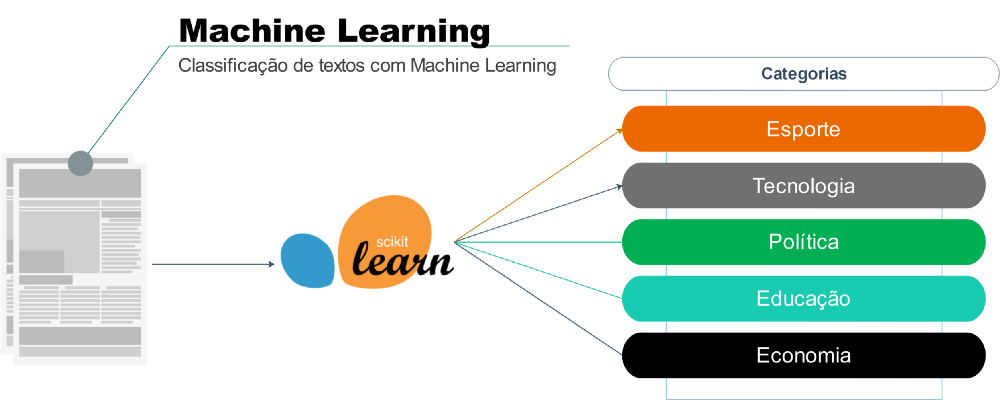 Machine Learning
Classificação de textos com Machine Learning
Categorias
Esporte
Tecnologia
scikit
learn
Política
Educação
Economia